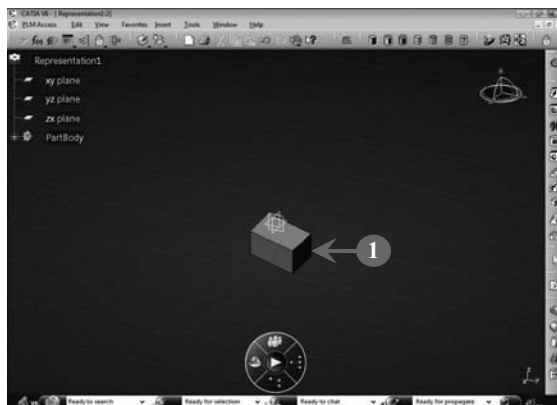 CATIA V6 - [Representation2:2]
PLM-Access Edit View Favorites Insert Tools Window Help
Representation1
xy plane
yz plane
zx plane
PartBody
1
Ready to search
Ready for selection
Ready to chat
Ready for propagate